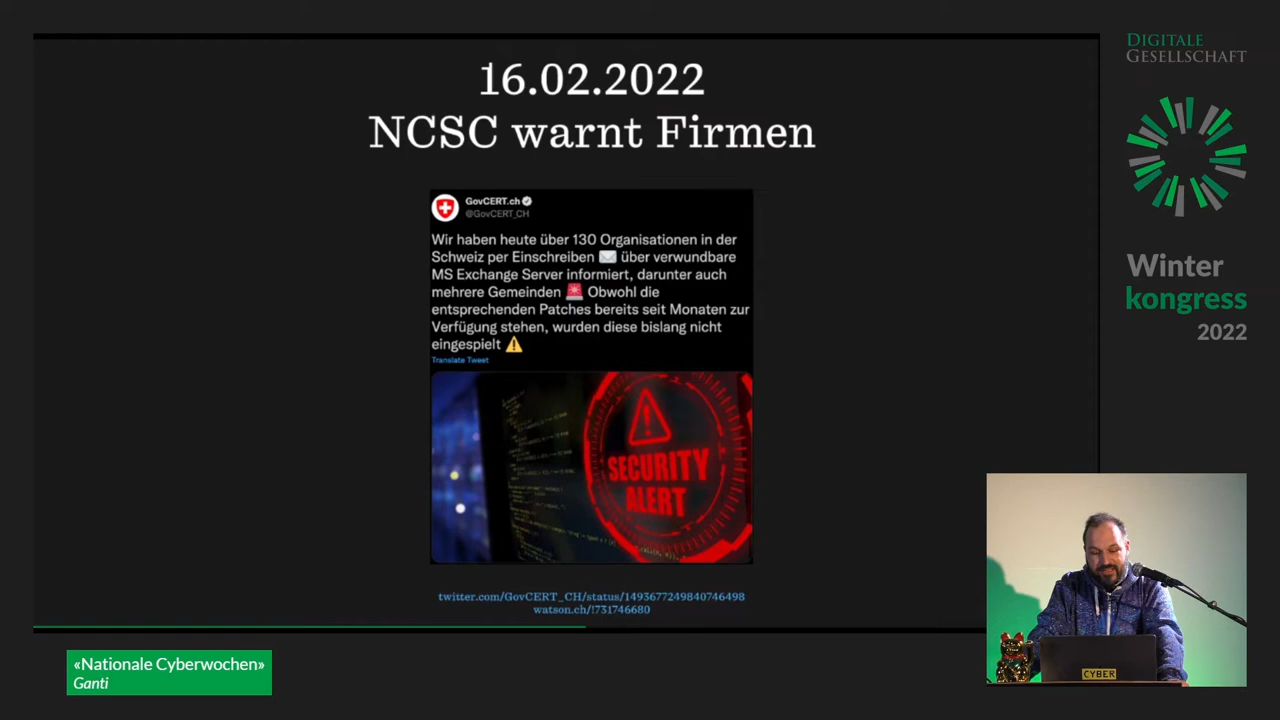 16.02.2022
NCSC warnt Firmen
GovCERT.ch
@GovCERT_CH
Wir haben heute über 130 Organisationen in der
Schweiz per Einschreiben ✉️ über verwundbare
MS Exchange Server informiert, darunter auch
mehrere Gemeinden 🚨 Obwohl die
entsprechenden Patches bereits seit Monaten zur
Verfügung stehen, wurden diese bislang nicht
eingespielt ⚠️
Translate Tweet
SECURITY
ALERT
twitter.com/GovCERT_CH/status/1493677249840746498
watson.ch/!731746680
«Nationale Cyberwochen»
Ganti
DIGITALE
GESELLSCHAFT
Winter
kongress
2022
CYBER